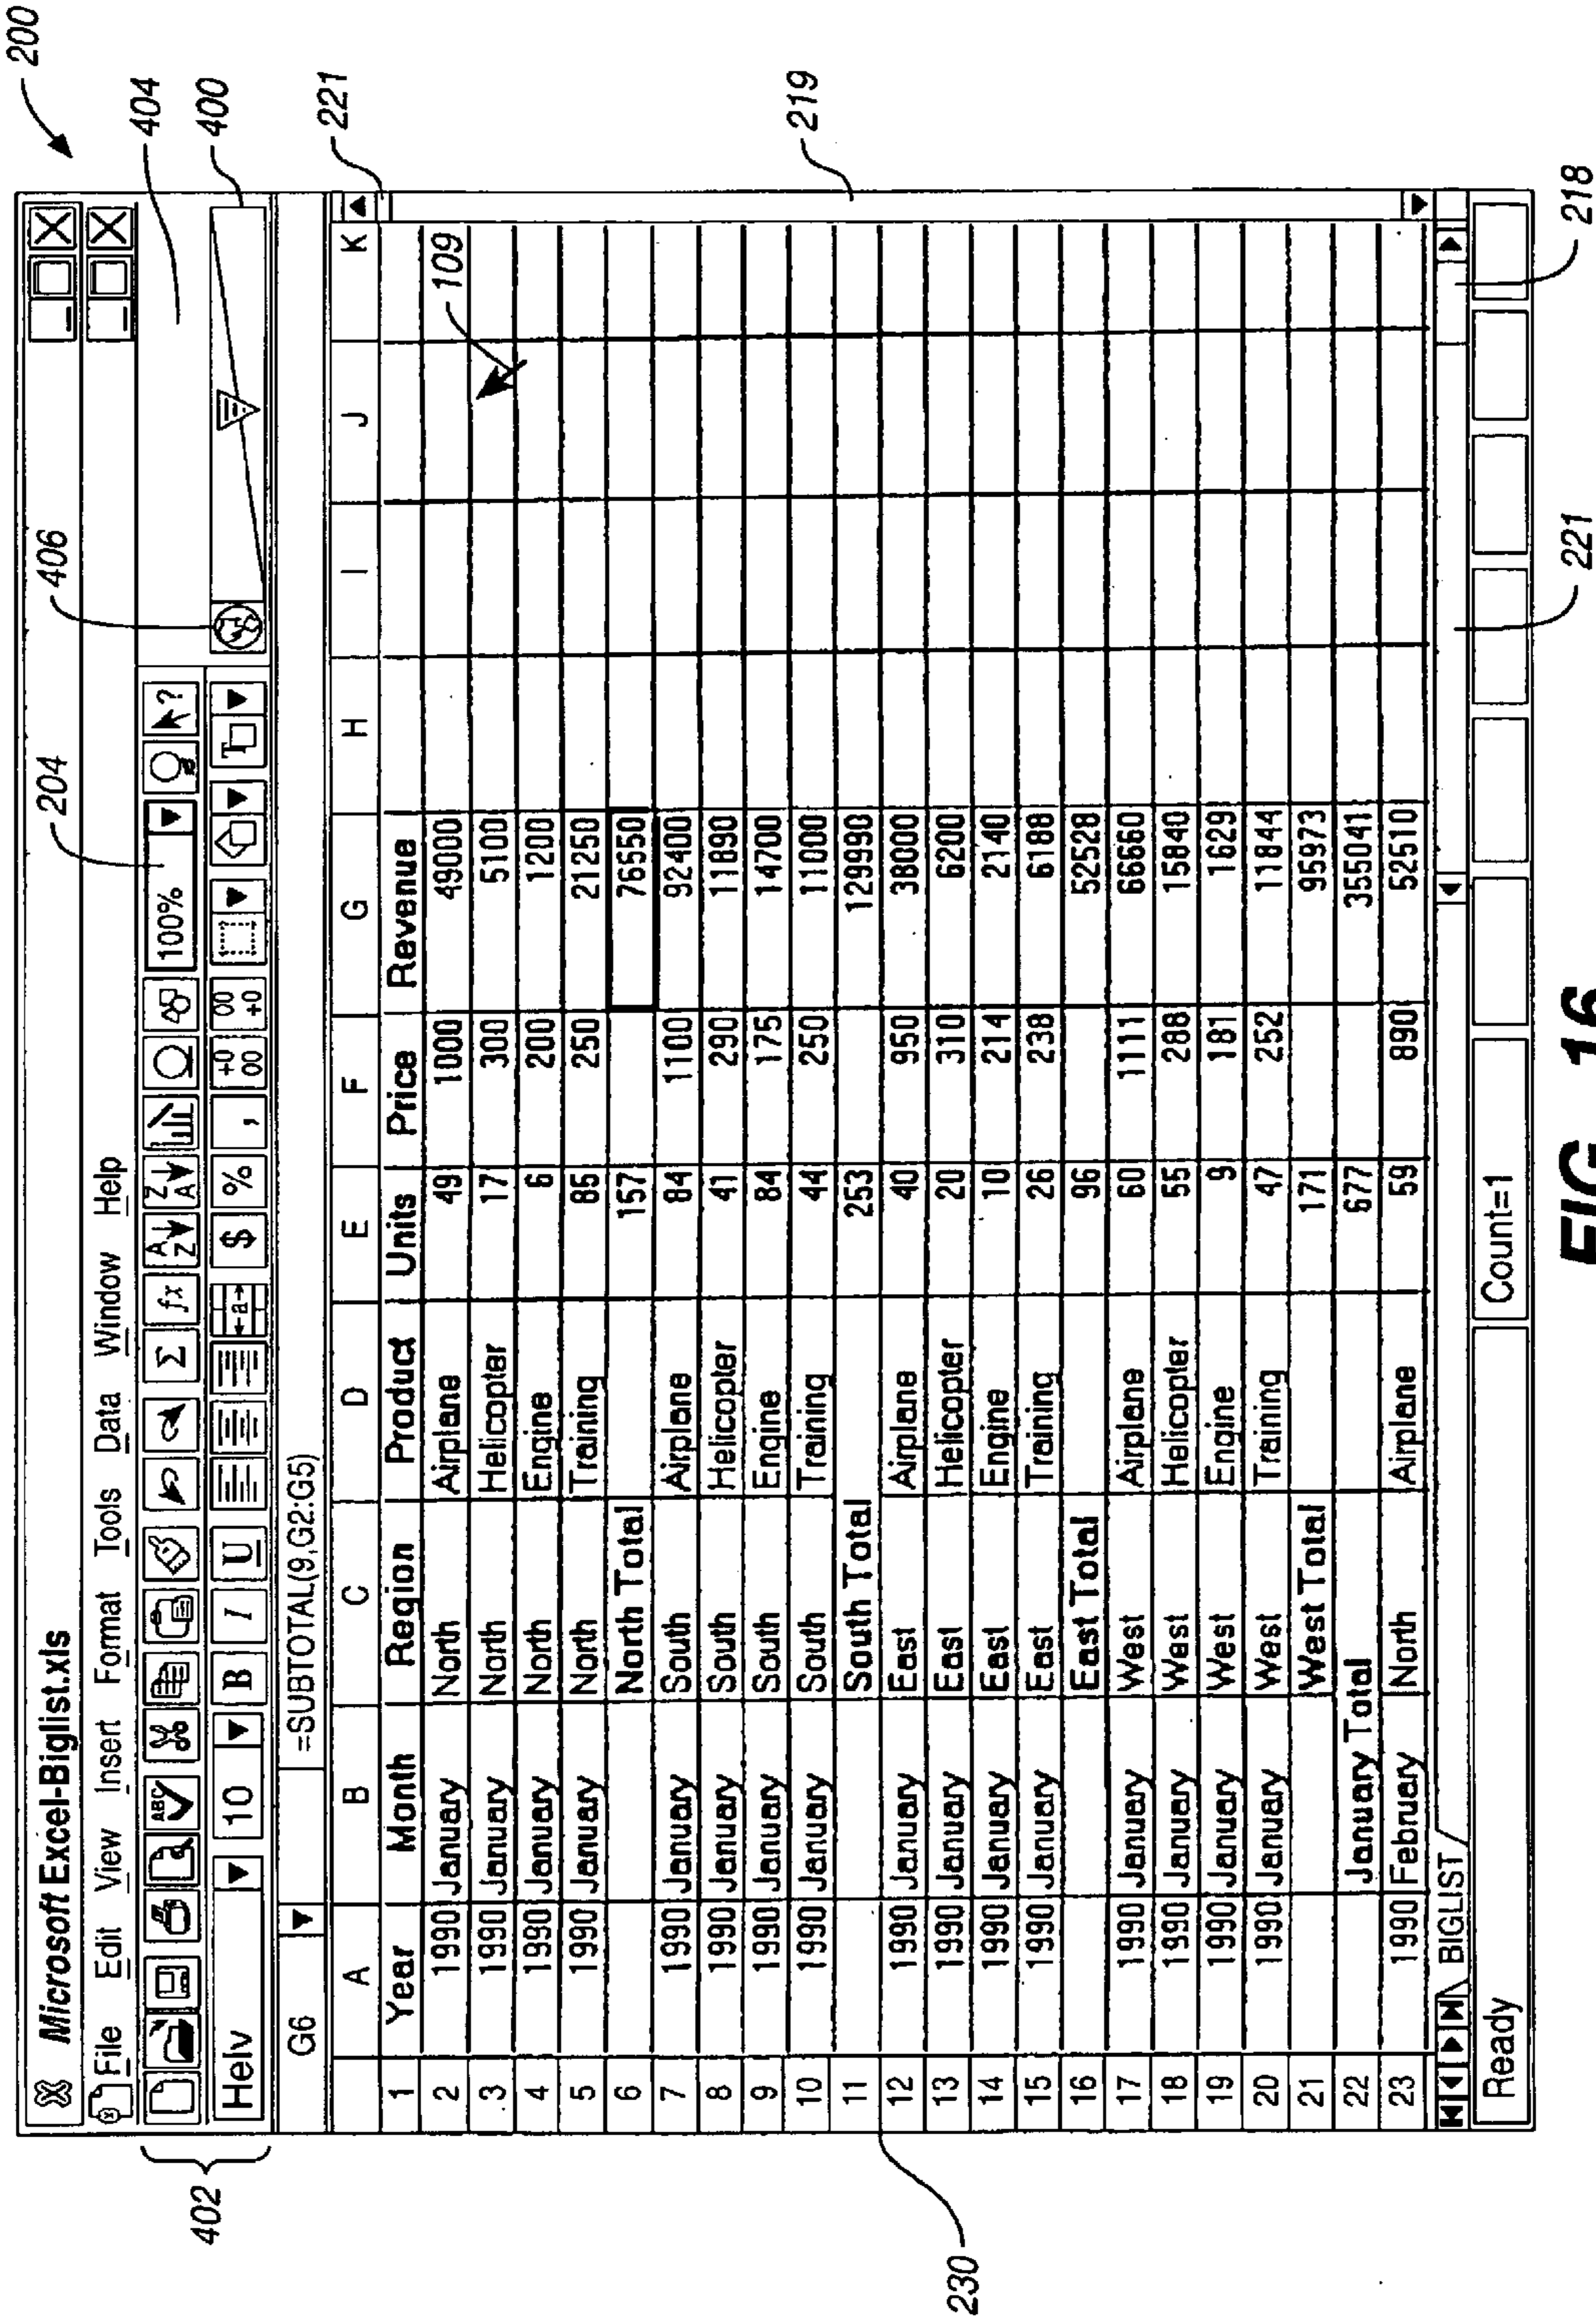 200
Microsoft Excel-Biglist.xls
File Edit View Insert Format Tools Data Window Help
204
406
404
ABC Σ fx A Z Z A 100% ?
402
Helv 10 B I U a $ % , +0 00 00 +0 T
400
G6 =SUBTOTAL(9,G2:G5)
221
A B C D E F G H I J K
1 Year Month Region Product Units Price Revenue
2 1990 January North Airplane 49 1000 49000
109
3 1990 January North Helicopter 17 300 5100
4 1990 January North Engine 6 200 1200
5 1990 January North Training 85 250 21250
6 North Total 157 76550
7 1990 January South Airplane 84 1100 92400
8 1990 January South Helicopter 41 290 11890
9 1990 January South Engine 84 175 14700
10 1990 January South Training 44 250 11000
219
11 South Total 253 129990
12 1990 January East Airplane 40 950 38000
13 1990 January East Helicopter 20 310 6200
14 1990 January East Engine 10 214 2140
15 1990 January East Training 26 238 6188
16 East Total 96 52528
17 1990 January West Airplane 60 1111 66660
18 1990 January West Helicopter 55 288 15840
19 1990 January West Engine 9 181 1629
20 1990 January West Training 47 252 11844
21 West Total 171 95973
22 January Total 677 355041
23 1990 February North Airplane 59 890 52510
230
BIGLIST
Ready Count=1
221
218
FIG. 16